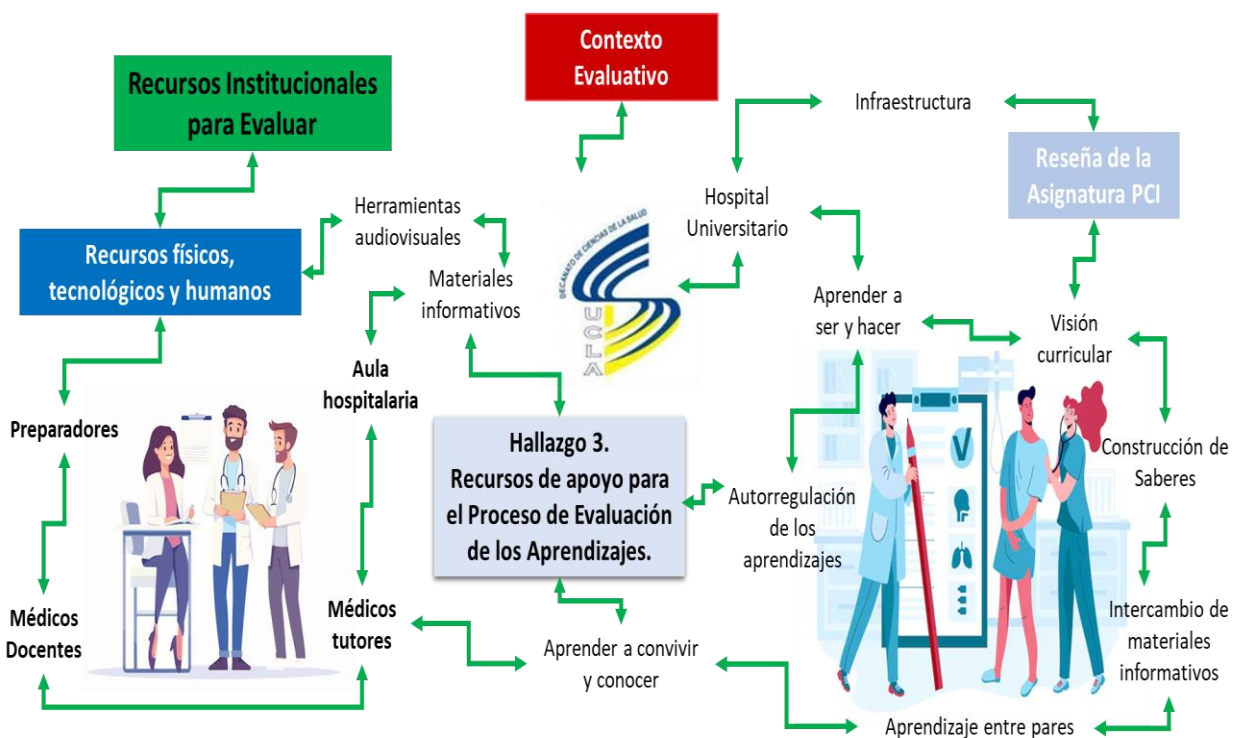 Contexto
Evaluativo
Recursos Institucionales
para Evaluar
Infraestructura
Reseña de la
Asignatura PCI
Herramientas
audiovisuales
Hospital
Universitario
Recursos físicos,
tecnológicos y humanos
Materiales
informativos
DECANATO DE CIENCIAS DE LA SALUD
UCLA
Aprender a
ser y hacer
Visión
curricular
Aula
hospitalaria
Preparadores
Hallazgo 3.
Recursos de apoyo para
el Proceso de Evaluación
de los Aprendizajes.
Autorregulación
de los
aprendizajes
Construcción de
Saberes
Médicos
Docentes
Médicos
tutores
Aprender a convivir
y conocer
Intercambio de
materiales
informativos
Aprendizaje entre pares